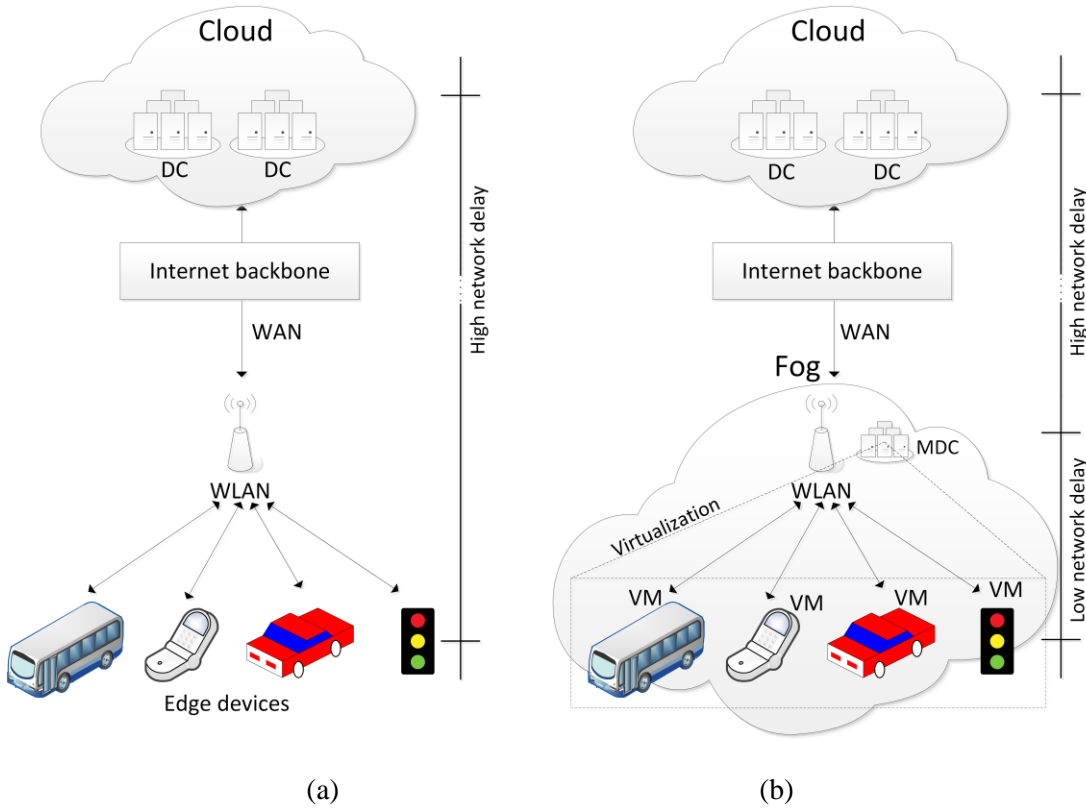 Cloud
DC
DC
High network delay
Internet backbone
WAN
WLAN
Edge devices
(a)
Cloud
DC
DC
High network delay
Internet backbone
WAN
Fog
MDC
WLAN
Virtualization
Low network delay
VM
VM
VM
VM
(b)